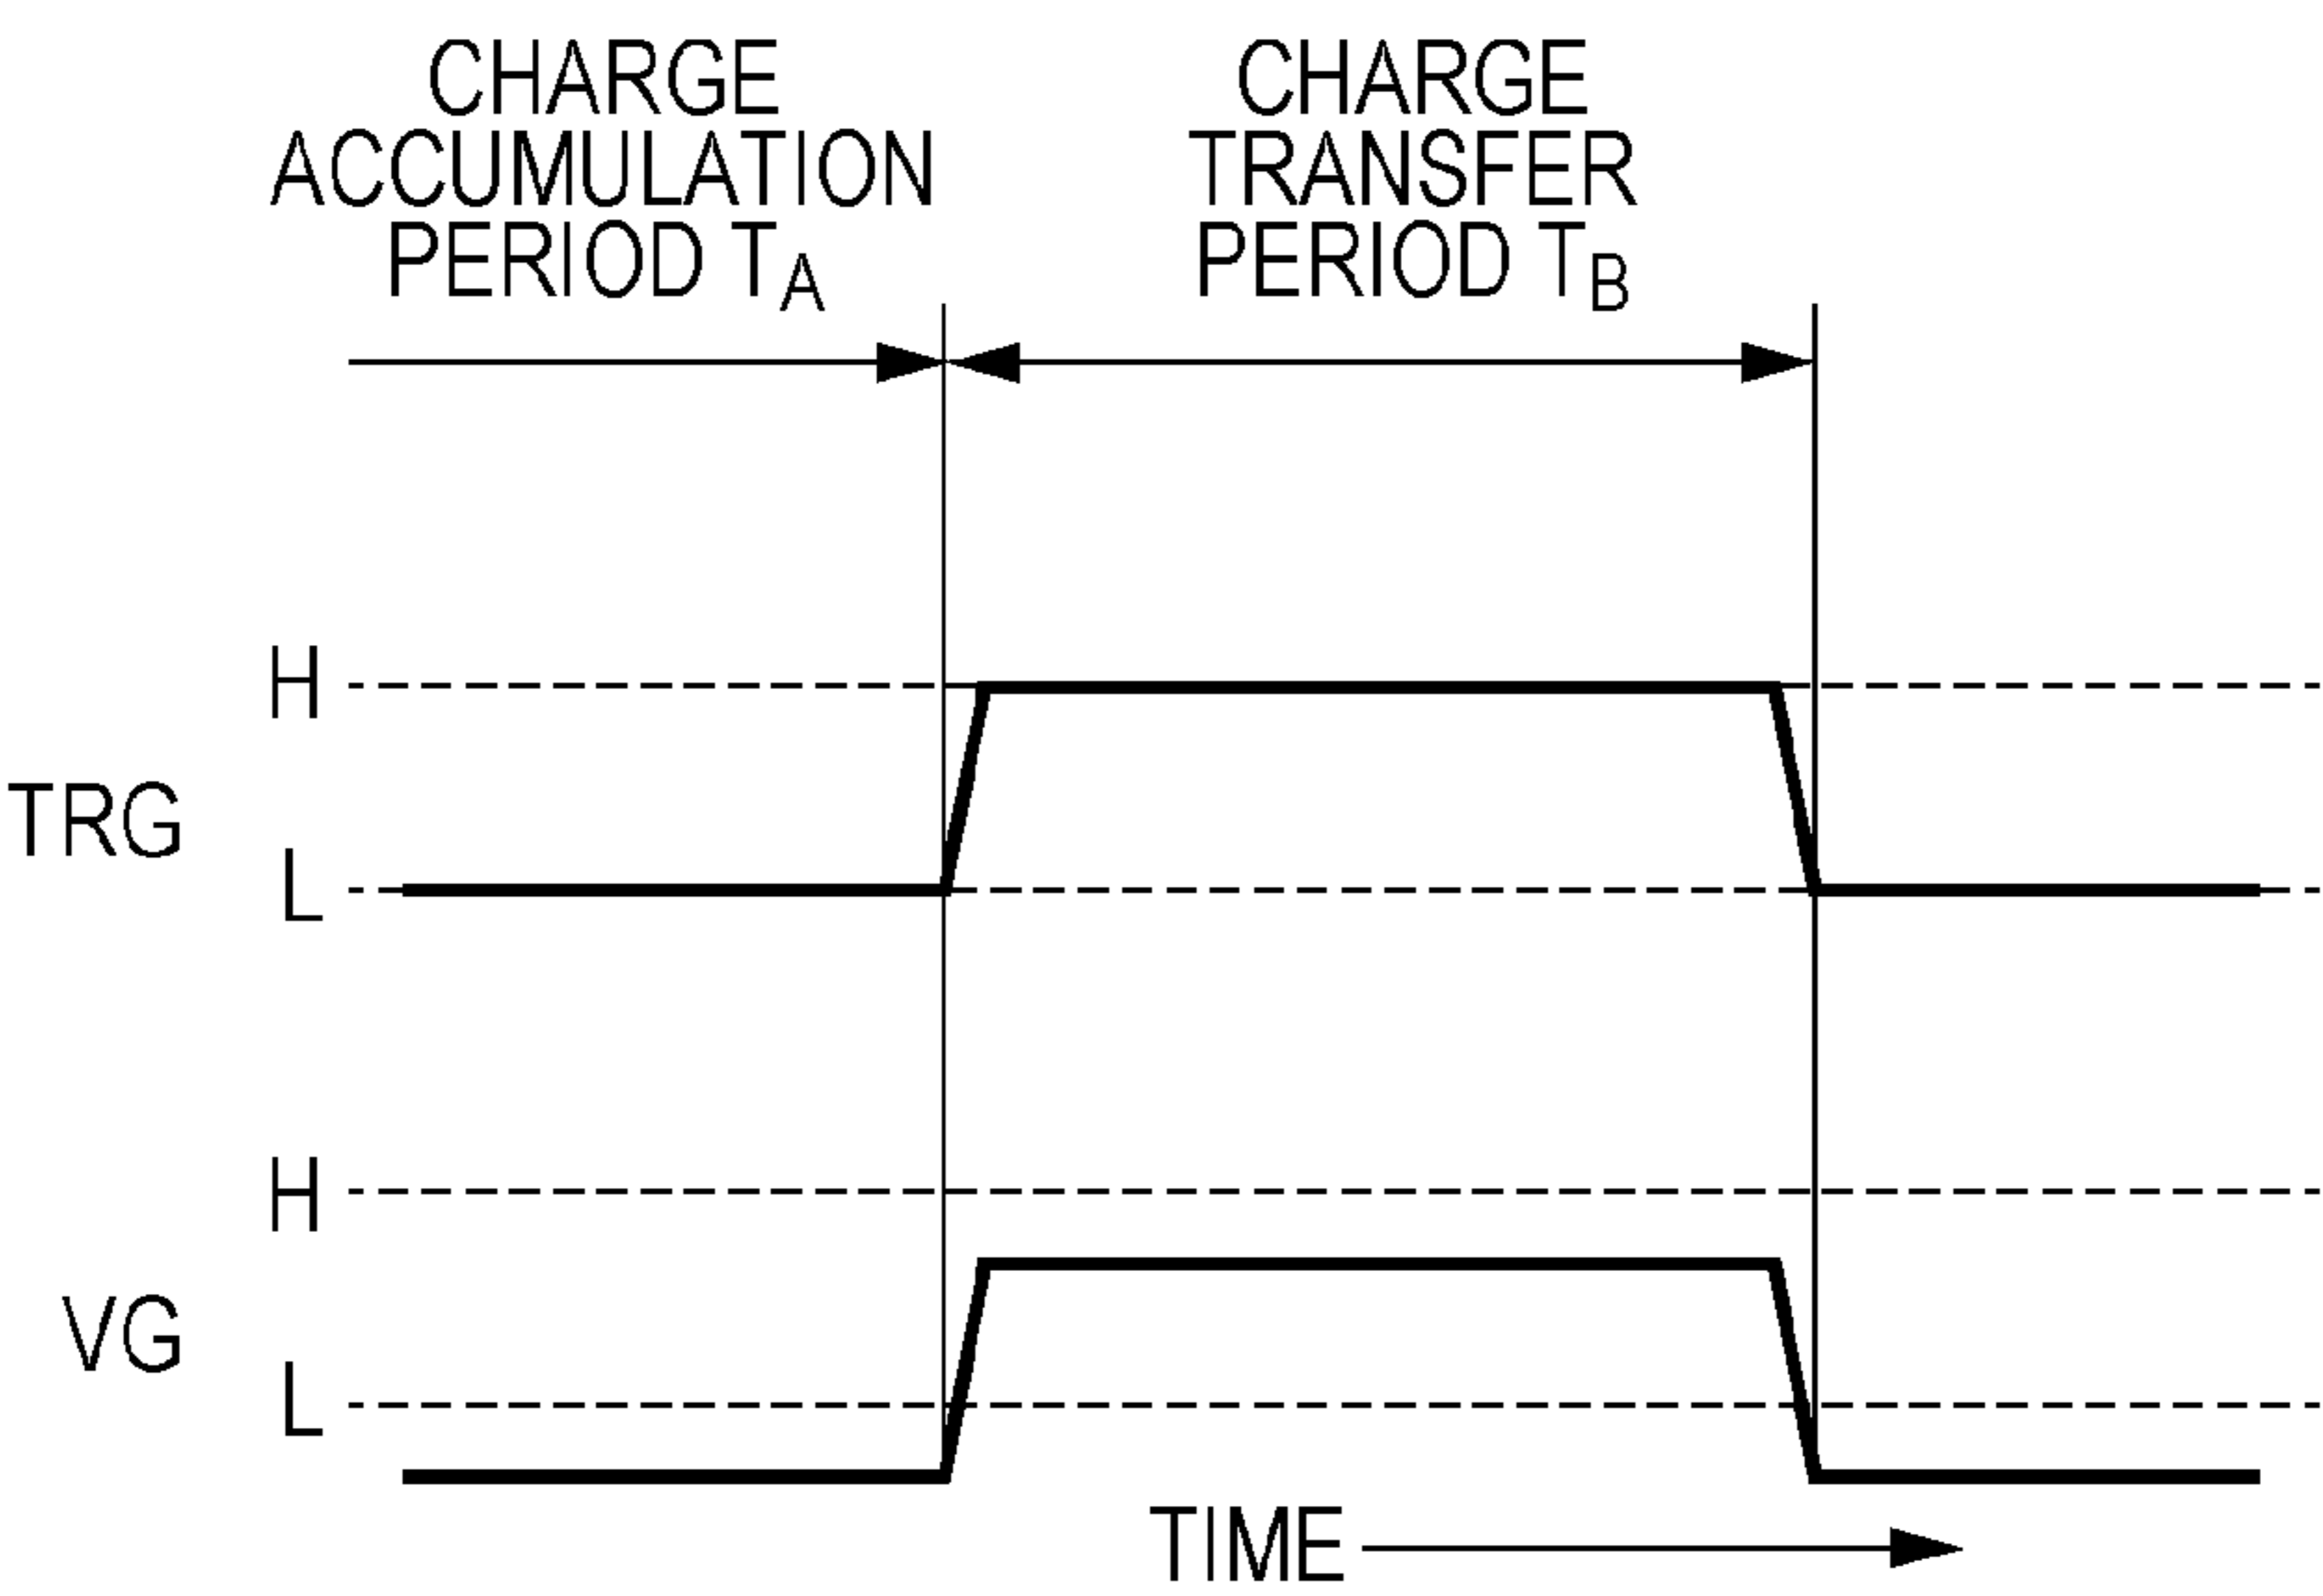 CHARGE
ACCUMULATION
PERIOD TA
CHARGE
TRANSFER
PERIOD TB
H
TRG
L
H
VG
L
TIME